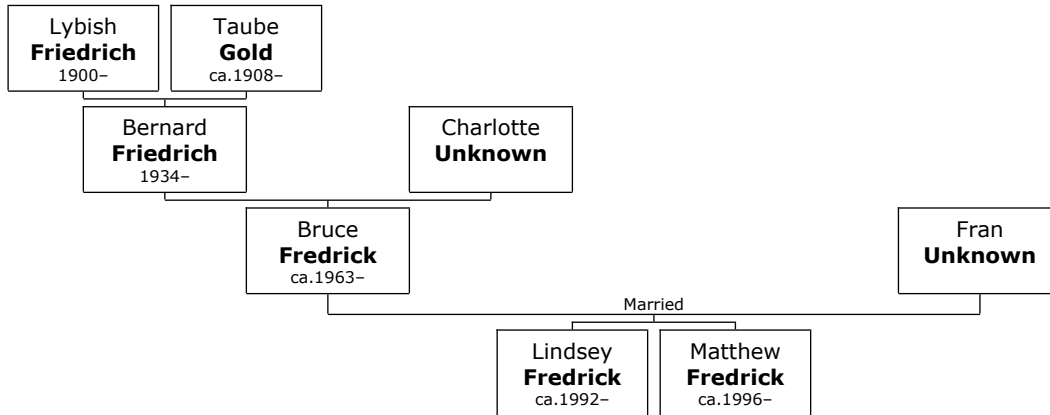 Lybish
Friedrich
1900–
Taube
Gold
ca.1908–
Bernard
Friedrich
1934–
Charlotte
Unknown
Bruce
Fredrick
ca.1963–
Fran
Unknown
Married
Lindsey
Fredrick
ca.1992–
Matthew
Fredrick
ca.1996–